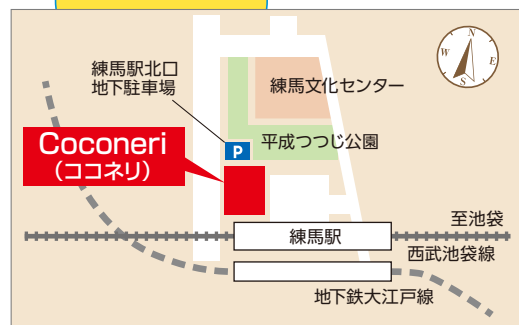 練馬駅北口
地下駐車場
練馬文化センター
N
W
E
S
P
平成つつじ公園
Coconeri
(ココネリ)
至池袋
練馬駅
西武池袋線
地下鉄大江戸線